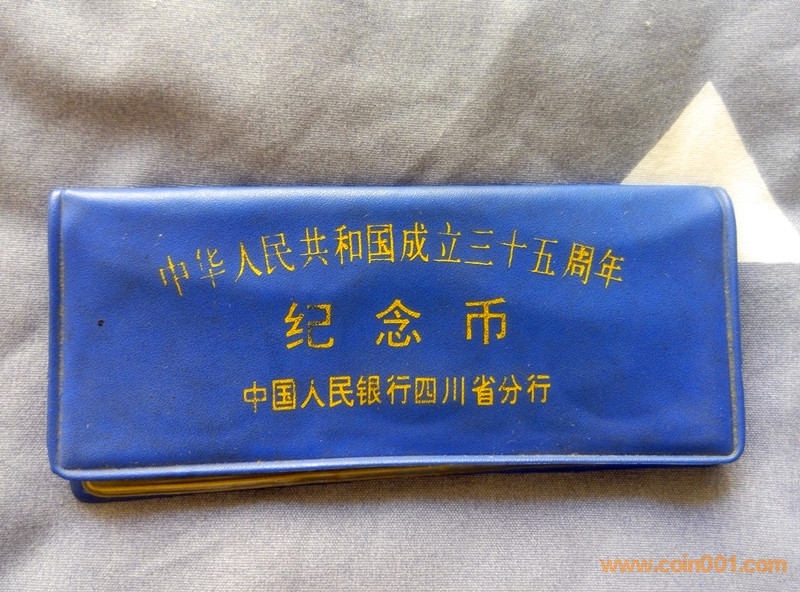 中华人民共和国成立三十五周年
纪念币
中国人民银行四川省分行
www.coin001.com